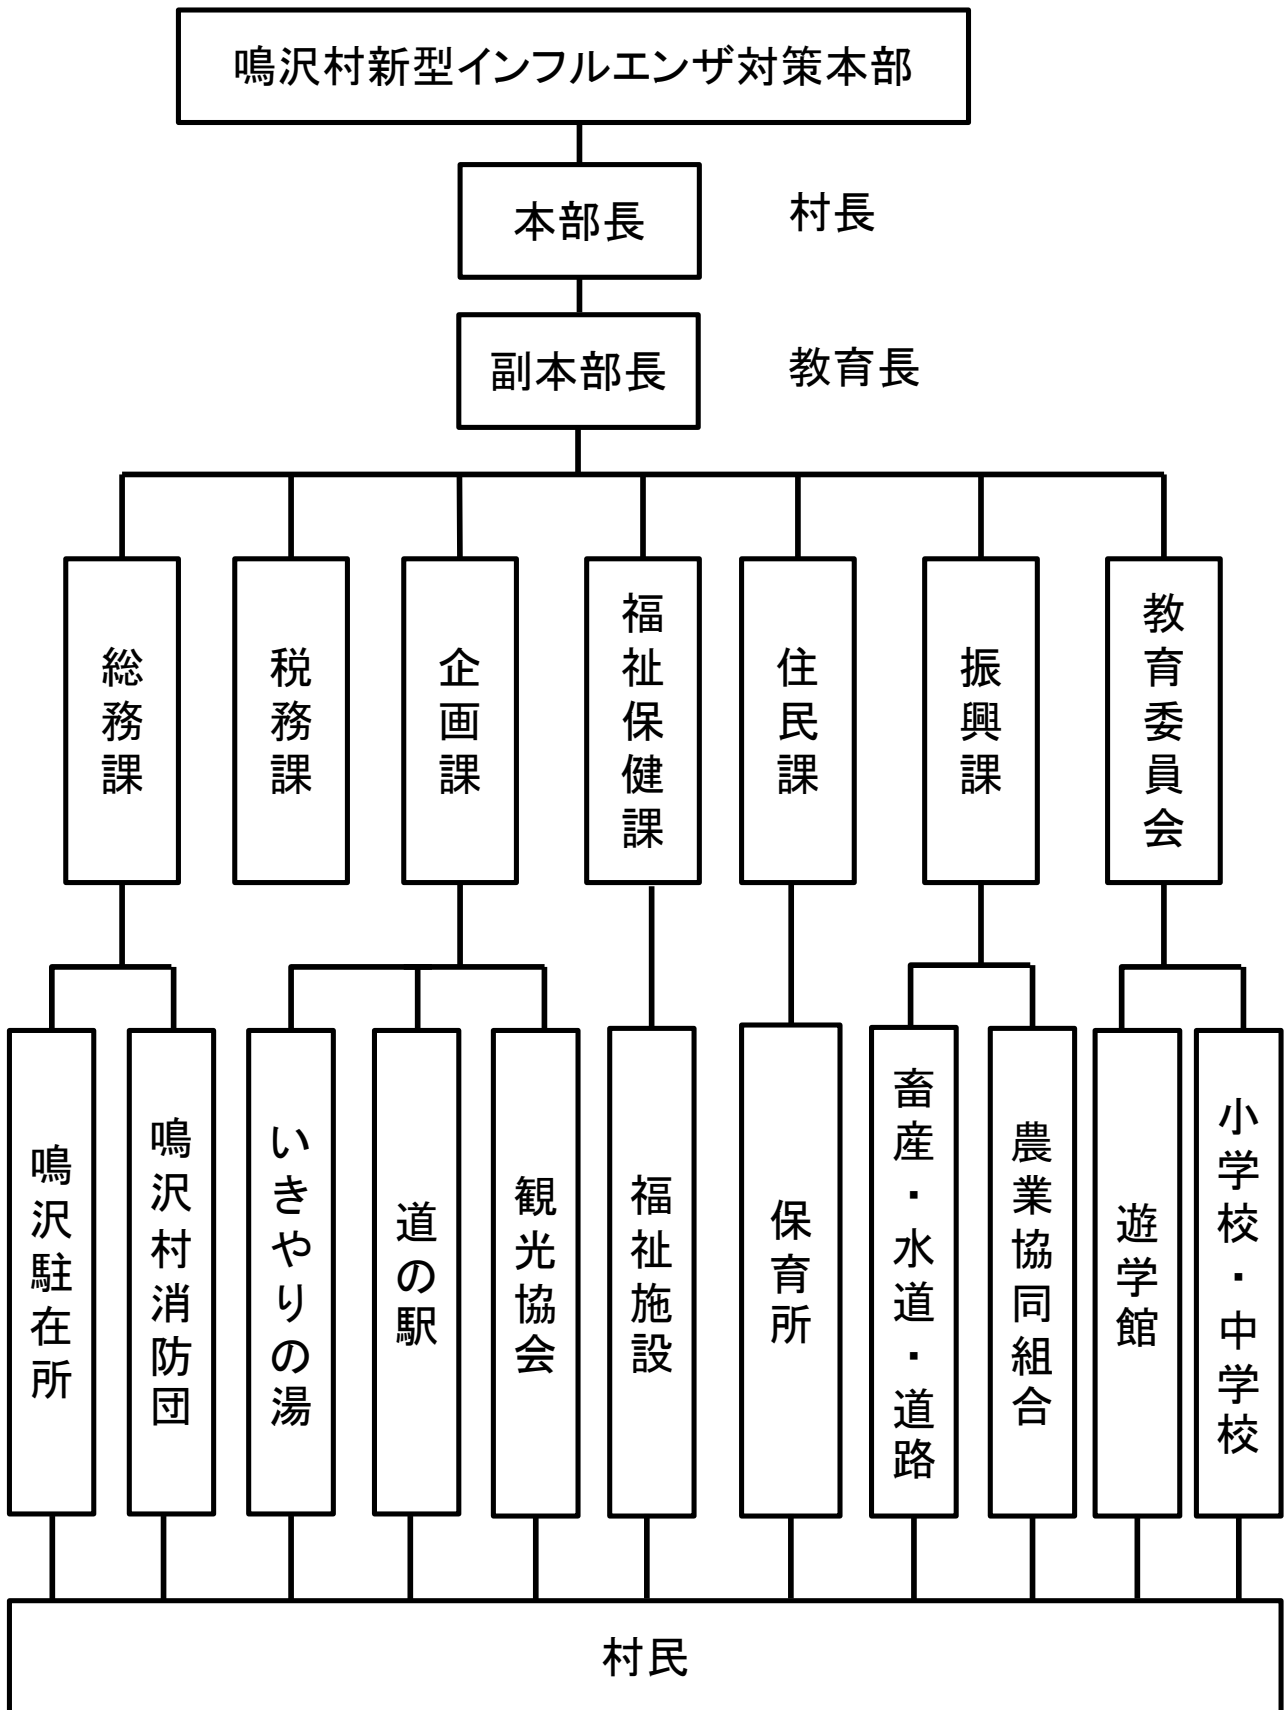 鳴沢村新型インフルエンザ対策本部
本部長
村長
副本部長
教育長
総務課
税務課
企画課
福祉保健課
住民課
振興課
教育委員会
鳴沢駐在所
鳴沢村消防団
いきやりの湯
道の駅
観光協会
福祉施設
保育所
畜産・水道・道路
農業協同組合
遊学館
小学校・中学校
村民